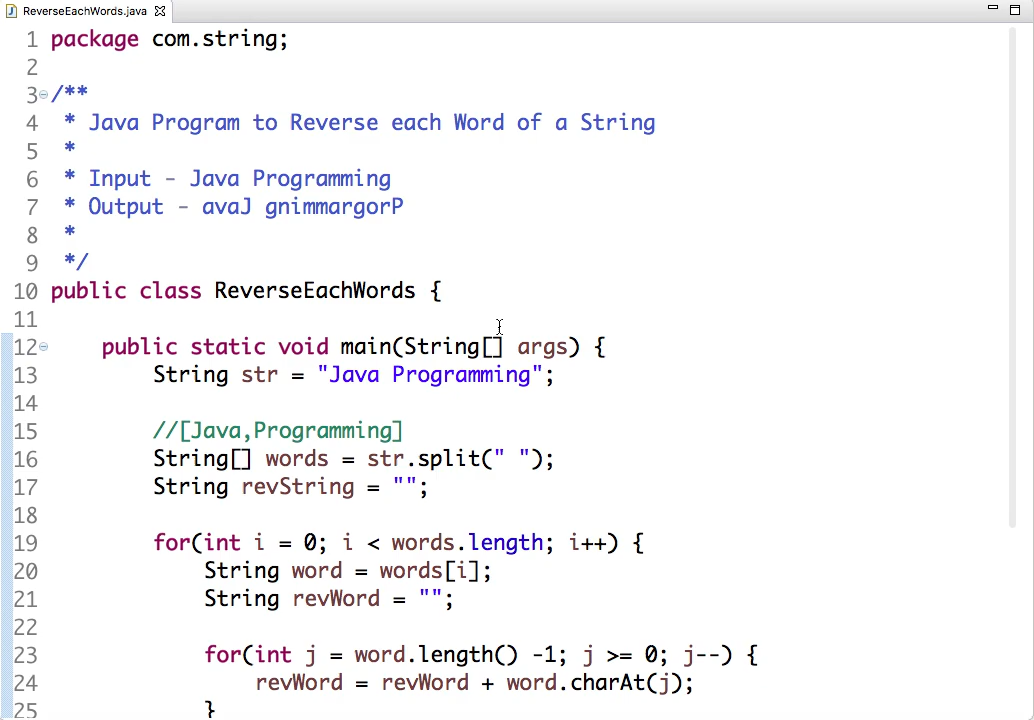 ReverseEachWords.java
1 package com.string;
2
3 /**
4 * Java Program to Reverse each Word of a String
5 *
6 * Input - Java Programming
7 * Output - avaJ gnimmargorP
8 *
9 */
10 public class ReverseEachWords {
11
12 public static void main(String[] args) {
13 String str = "Java Programming";
14
15 //[Java,Programming]
16 String[] words = str.split(" ");
17 String revString = "";
18
19 for(int i = 0; i < words.length; i++) {
20 String word = words[i];
21 String revWord = "";
22
23 for(int j = word.length() -1; j >= 0; j--) {
24 revWord = revWord + word.charAt(j);
25 }